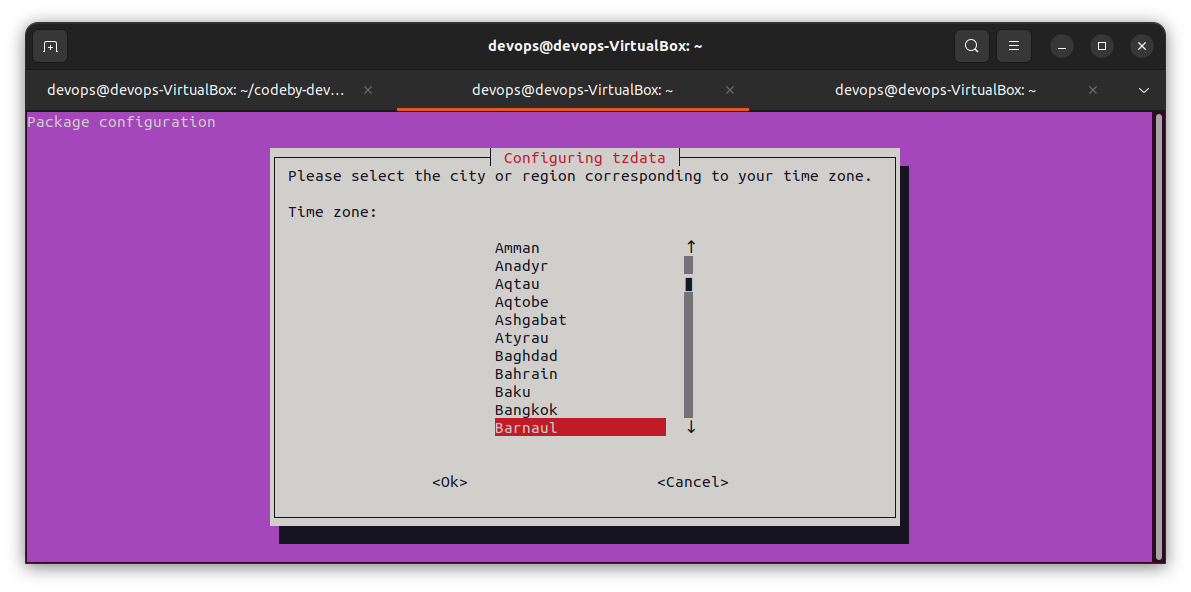 devops@devops-VirtualBox: ~
devops@devops-VirtualBox: ~/codeby-dev...
devops@devops-VirtualBox: ~
devops@devops-VirtualBox: ~
Package configuration
Configuring tzdata
Please select the city or region corresponding to your time zone.
Time zone:
Amman
Anadyr
Aqtau
Aqtobe
Ashgabat
Atyrau
Baghdad
Bahrain
Baku
Bangkok
Barnaul
<Ok> <Cancel>